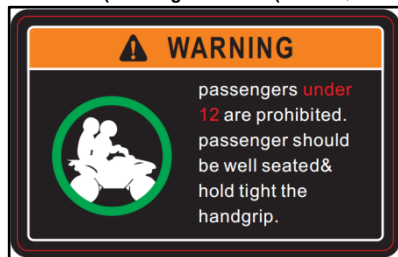 WARNING
passengers under
12 are prohibited.
passenger should
be well seated&
hold tight the
handgrip.